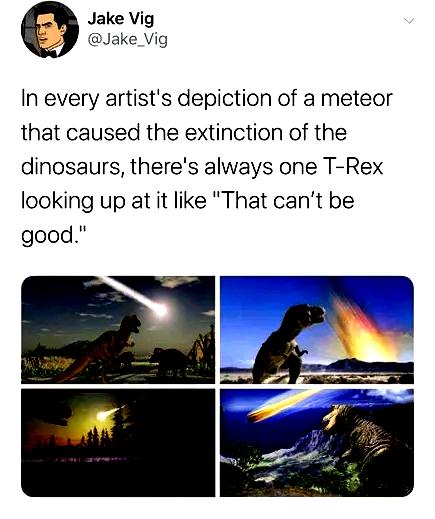 Jake Vig
@Jake_Vig
In every artist's depiction of a meteor
that caused the extinction of the
dinosaurs, there's always one T-Rex
looking up at it like "That can’t be
good."